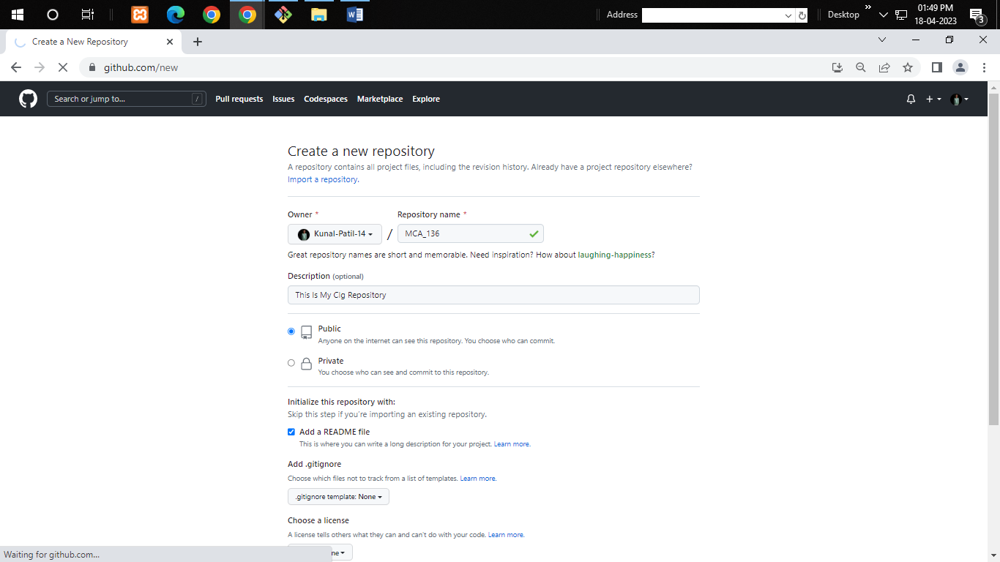 Address
Desktop
01:49 PM
18-04-2023
3
Create a New Repository
github.com/new
Search or jump to...
/
Pull requests
Issues
Codespaces
Marketplace
Explore
Create a new repository
A repository contains all project files, including the revision history. Already have a project repository elsewhere?
Import a repository.
Owner *
Repository name *
Kunal-Patil-14
/
MCA_136
Great repository names are short and memorable. Need inspiration? How about laughing-happiness?
Description (optional)
This Is My Clg Repository
Public
Anyone on the internet can see this repository. You choose who can commit.
Private
You choose who can see and commit to this repository.
Initialize this repository with:
Skip this step if you're importing an existing repository.
Add a README file
This is where you can write a long description for your project. Learn more.
Add .gitignore
Choose which files not to track from a list of templates. Learn more.
.gitignore template: None
Choose a license
A license tells others what they can and can't do with your code. Learn more.
Waiting for github.com...